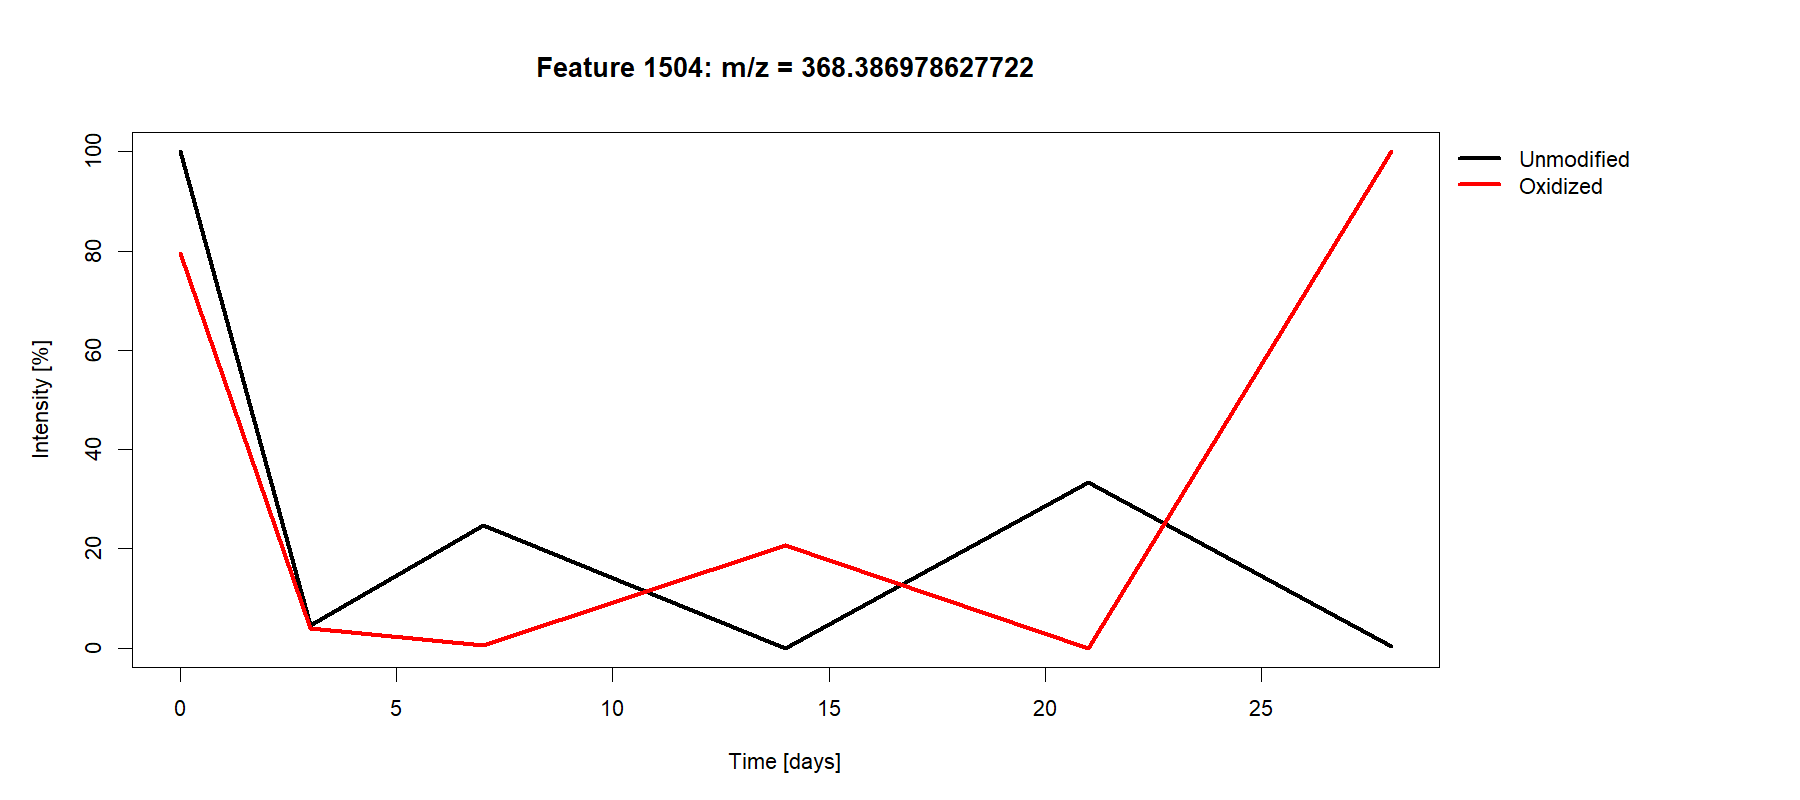 Feature 1504: m/z = 368.386978627722
Unmodified
Oxidized
Intensity [%]
100
80
60
40
20
0
0 5 10 15 20 25
Time [days]